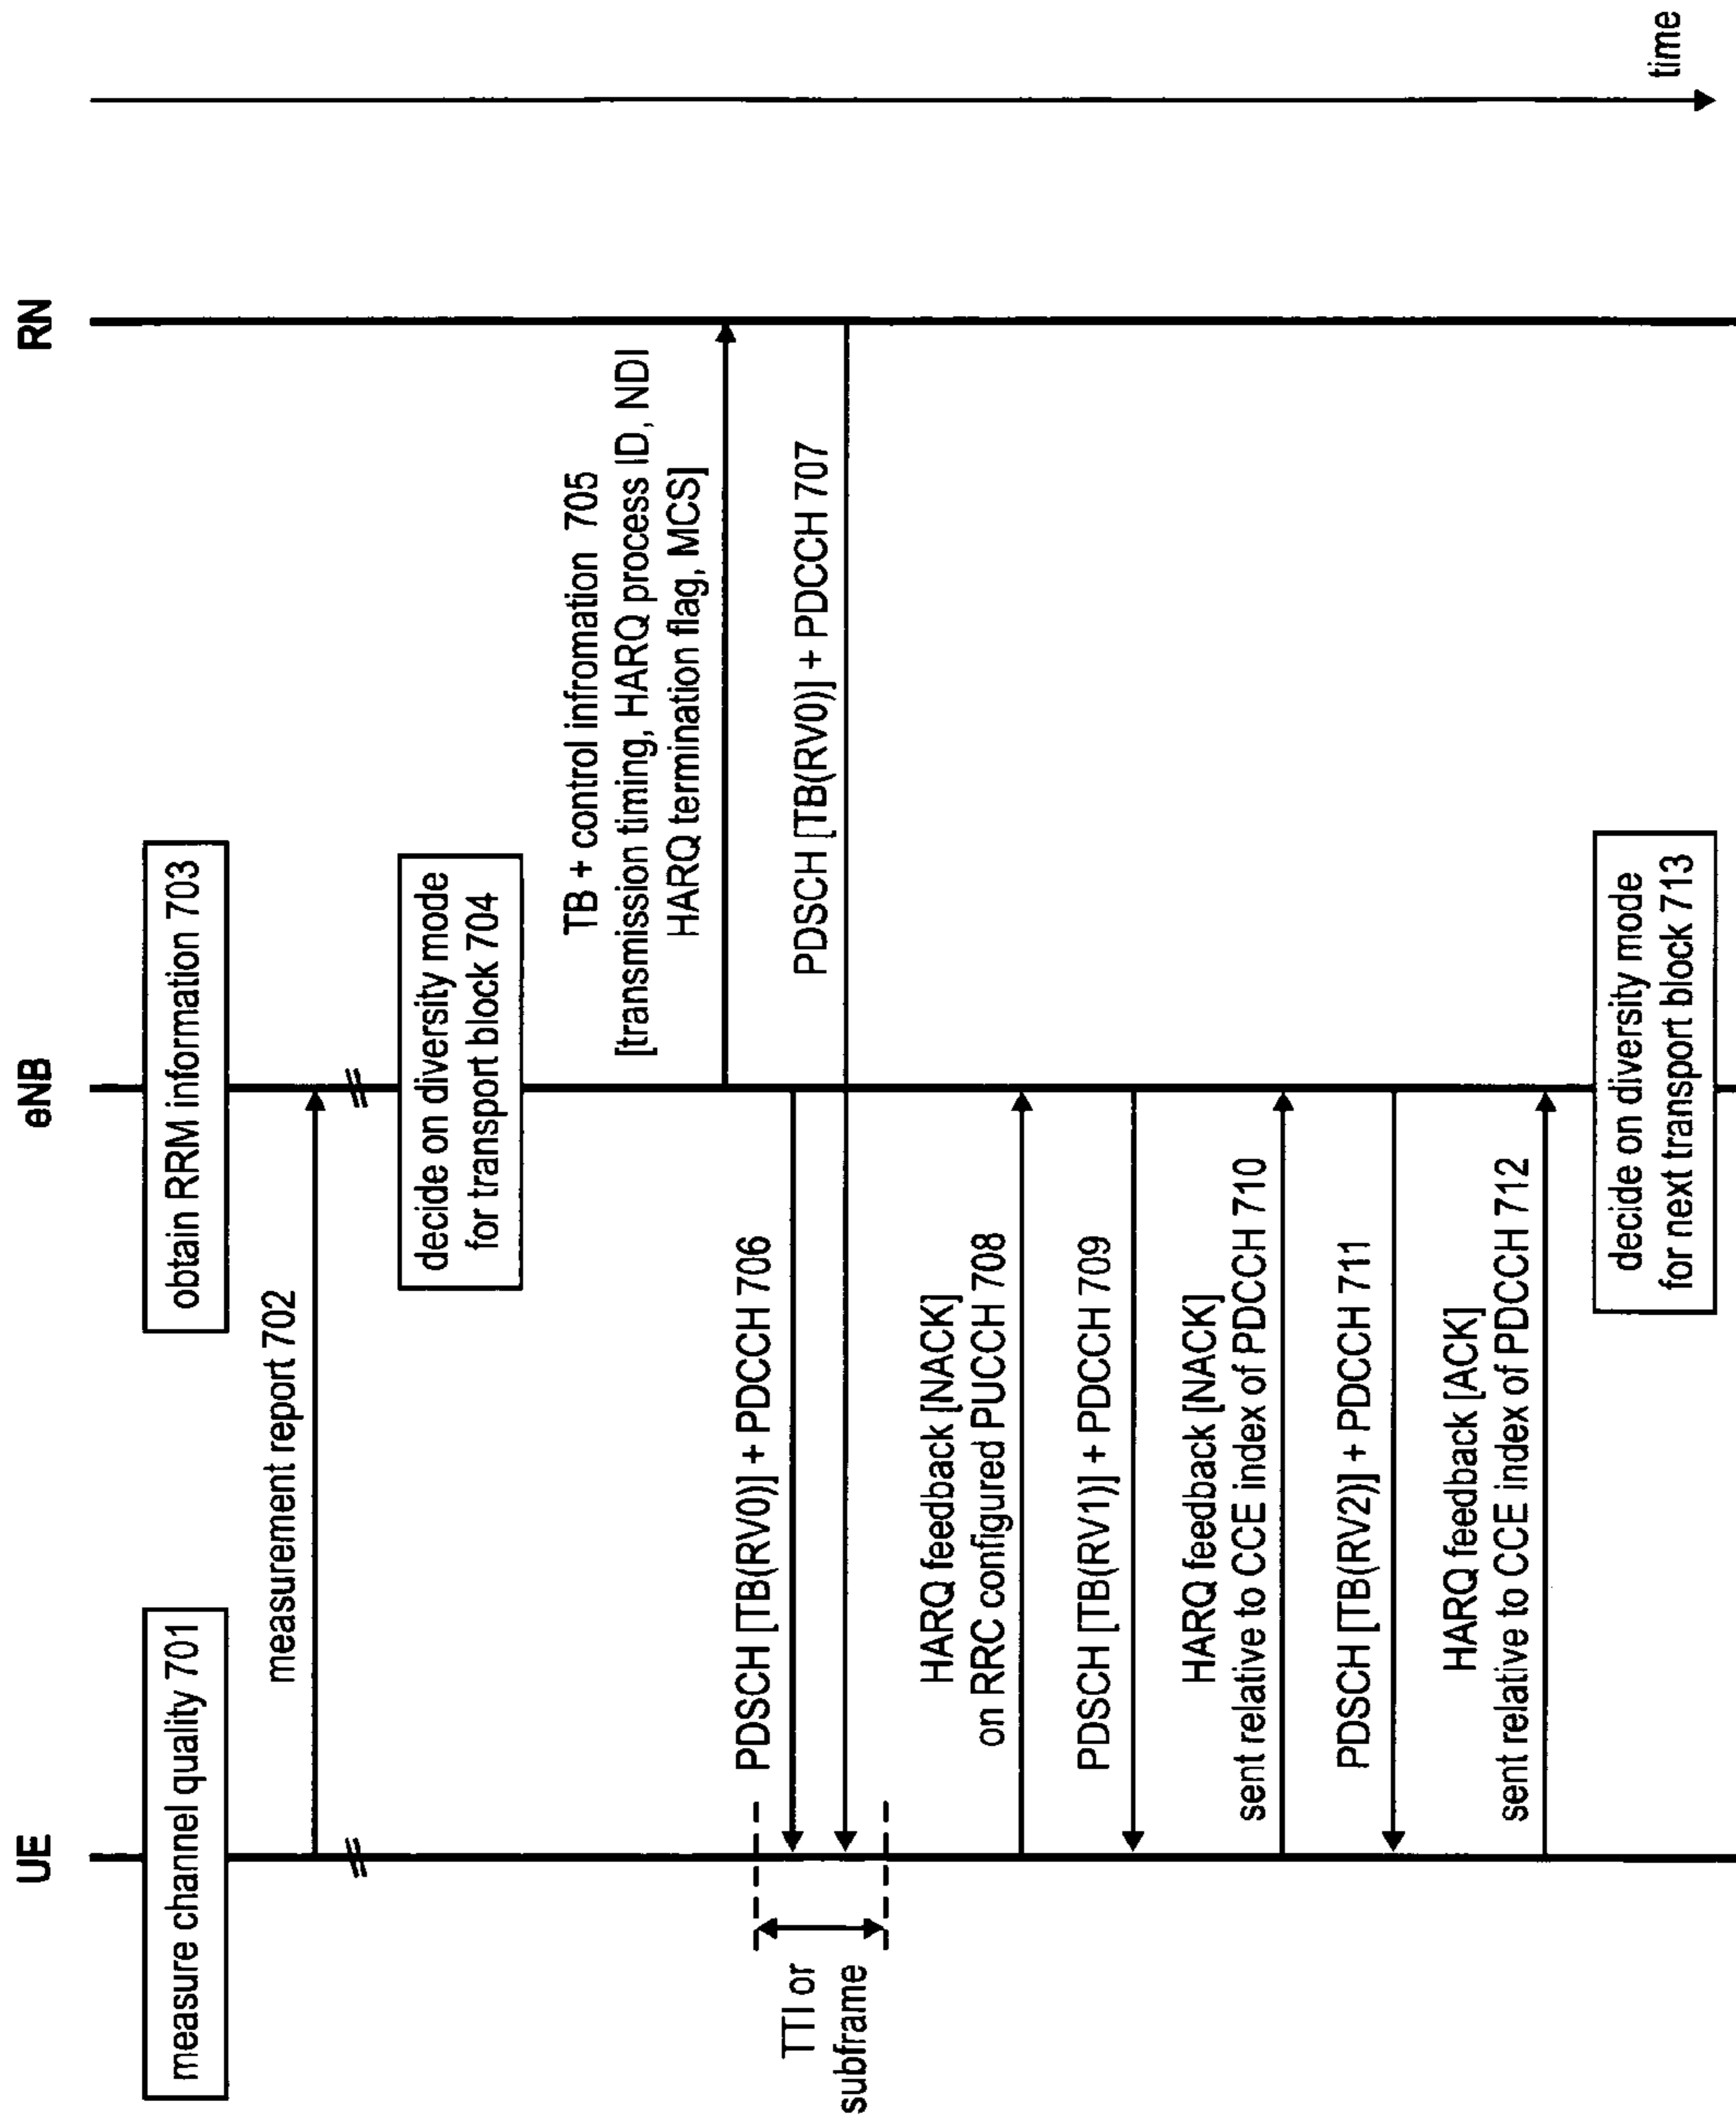 UE
eNB
RN
measure channel quality 701
obtain RRM information 703
measurement report 702
decide on diversity mode
for transport block 704
TB + control infromation 705
[transmission timing, HARQ process ID, NDI
HARQ termination flag, MCS]
PDSCH [TB(RV0)] + PDCCH 706
PDSCH [TB(RV0)] + PDCCH 707
TTI or
subframe
HARQ feedback [NACK]
on RRC configured PUCCH 708
PDSCH [TB(RV1)] + PDCCH 709
HARQ feedback [NACK]
sent relative to CCE index of PDCCH 710
PDSCH [TB(RV2)] + PDCCH 711
HARQ feedback [ACK]
sent relative to CCE index of PDCCH 712
decide on diversity mode
for next transport block 713
time